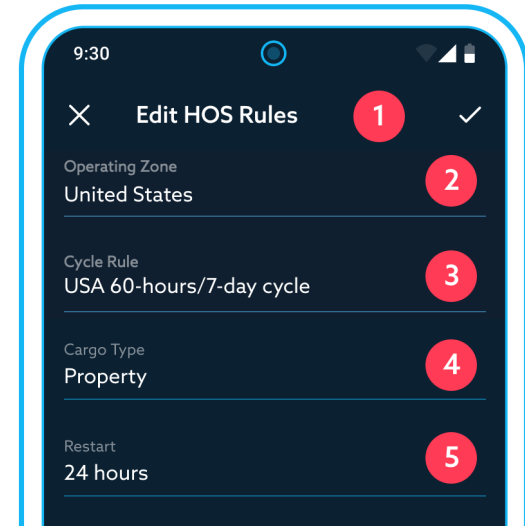 9:30
Edit HOS Rules
1
Operating Zone
United States
2
Cycle Rule
USA 60-hours/7-day cycle
3
Cargo Type
Property
4
Restart
24 hours
5